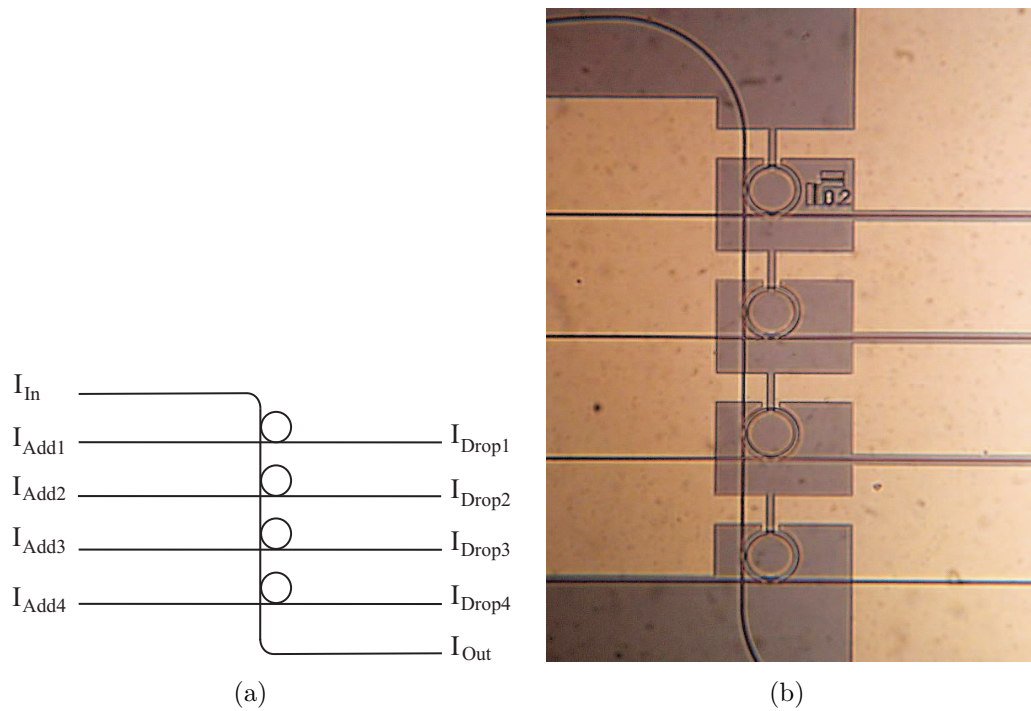 I_In
I_Add1 I_Drop1
I_Add2 I_Drop2
I_Add3 I_Drop3
I_Add4 I_Drop4
I_Out
(a) (b)